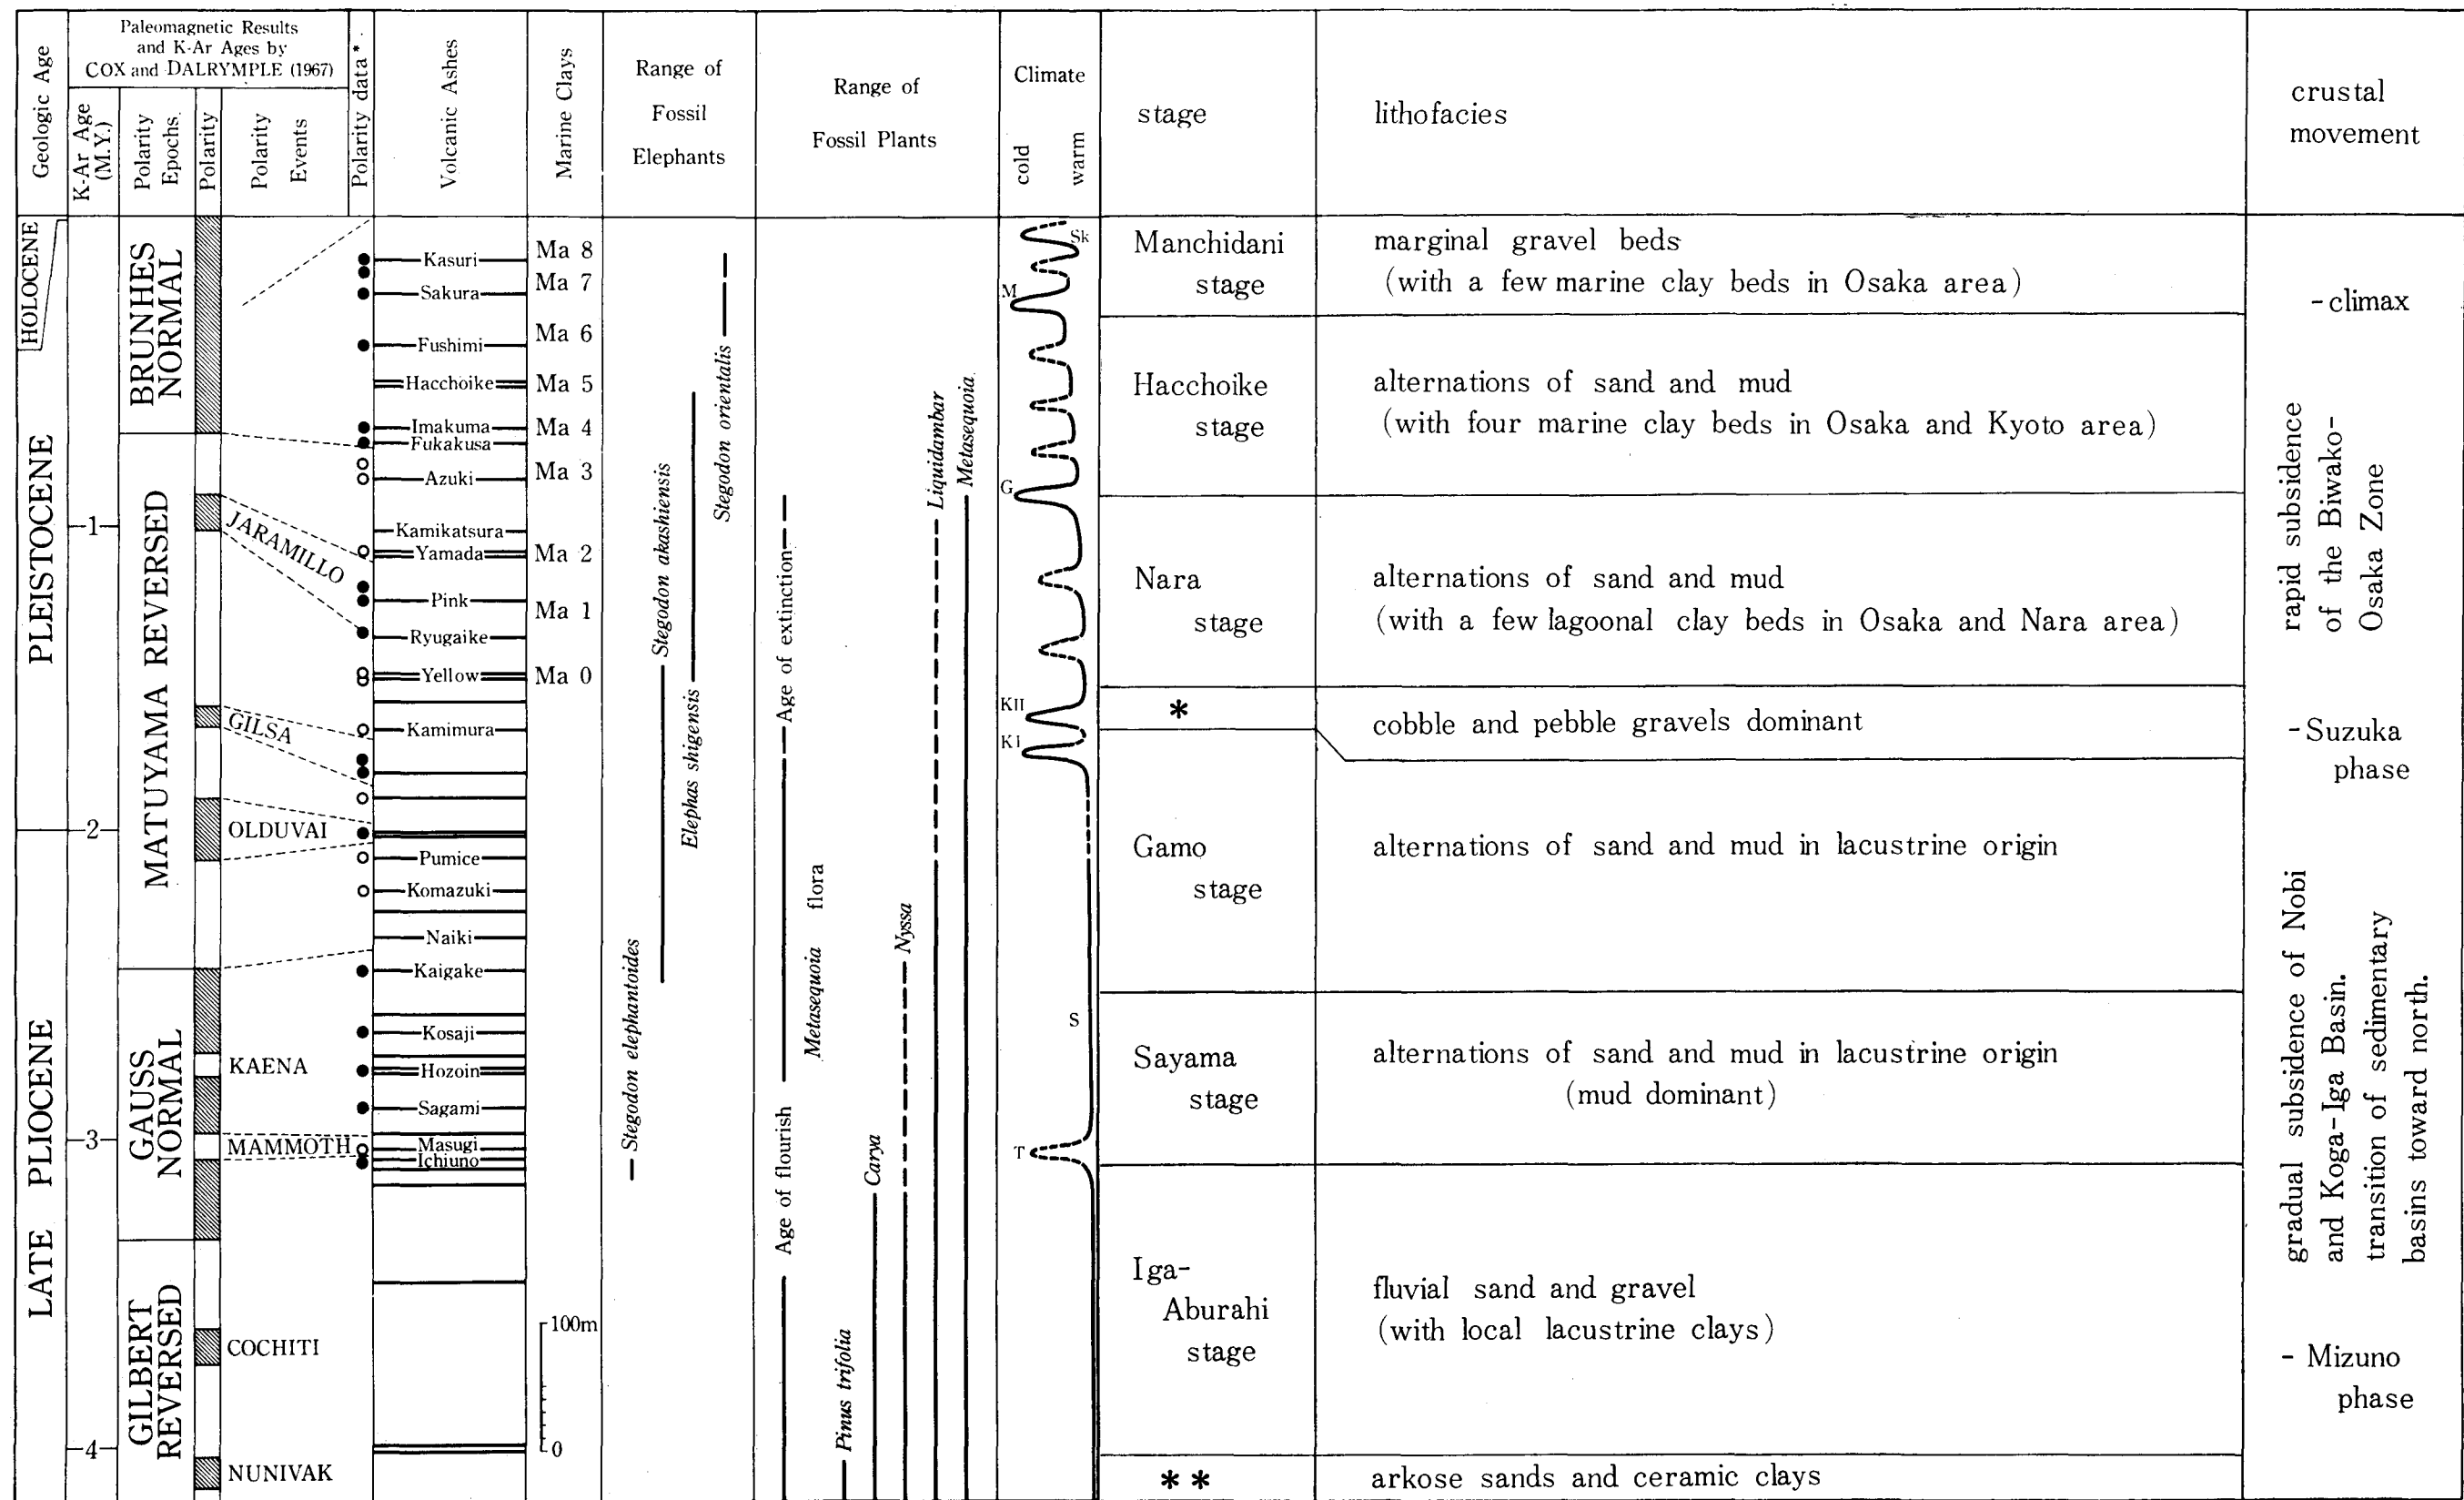 Geologic Age
Paleomagnetic Results
and K-Ar Ages by
COX and DALRYMPLE (1967)
K-Ar Age
(M.Y.)
Polarity
Epochs.
Polarity
Polarity
Events
Polarity data *
Volcanic Ashes
Marine Clays
Range of
Fossil
Elephants
Range of
Fossil Plants
Climate
cold
warm
stage
lithofacies
crustal
movement
HOLOCENE
PLEISTOCENE
LATE PLIOCENE
1
2
3
4
BRUNHES
NORMAL
MATUYAMA REVERSED
GAUSS
NORMAL
GILBERT
REVERSED
JARAMILLO
GILSA
OLDUVAI
KAENA
MAMMOTH
COCHITI
NUNIVAK
Kasuri
Sakura
Fushimi
Hacchoike
Imakuma
Fukakusa
Azuki
Kamikatsura
Yamada
Pink
Ryugaike
Yellow
Kamimura
Pumice
Komazuki
Naiki
Kaigake
Kosaji
Hozoin
Sagami
Masugi
Ichiuno
Ma 8
Ma 7
Ma 6
Ma 5
Ma 4
Ma 3
Ma 2
Ma 1
Ma 0
100m
0
Stegodon elephantoides
Stegodon akashiensis
Elephas shigensis
Stegodon orientalis
Age of flourish
Age of extinction
Metasequoia flora
Pinus trifolia
Carya
Nyssa
Liquidambar
Metasequoia
Sk
M
G
KII
KI
S
T
Manchidani
stage
marginal gravel beds
(with a few marine clay beds in Osaka area)
Hacchoike
stage
alternations of sand and mud
(with four marine clay beds in Osaka and Kyoto area)
Nara
stage
alternations of sand and mud
(with a few lagoonal clay beds in Osaka and Nara area)
*
cobble and pebble gravels dominant
Gamo
stage
alternations of sand and mud in lacustrine origin
Sayama
stage
alternations of sand and mud in lacustrine origin
(mud dominant)
Iga-
Aburahi
stage
fluvial sand and gravel
(with local lacustrine clays)
* *
arkose sands and ceramic clays
- climax
rapid subsidence
of the Biwako-
Osaka Zone
- Suzuka
phase
gradual subsidence of Nobi
and Koga-Iga Basin.
transition of sedimentary
basins toward north.
- Mizuno
phase